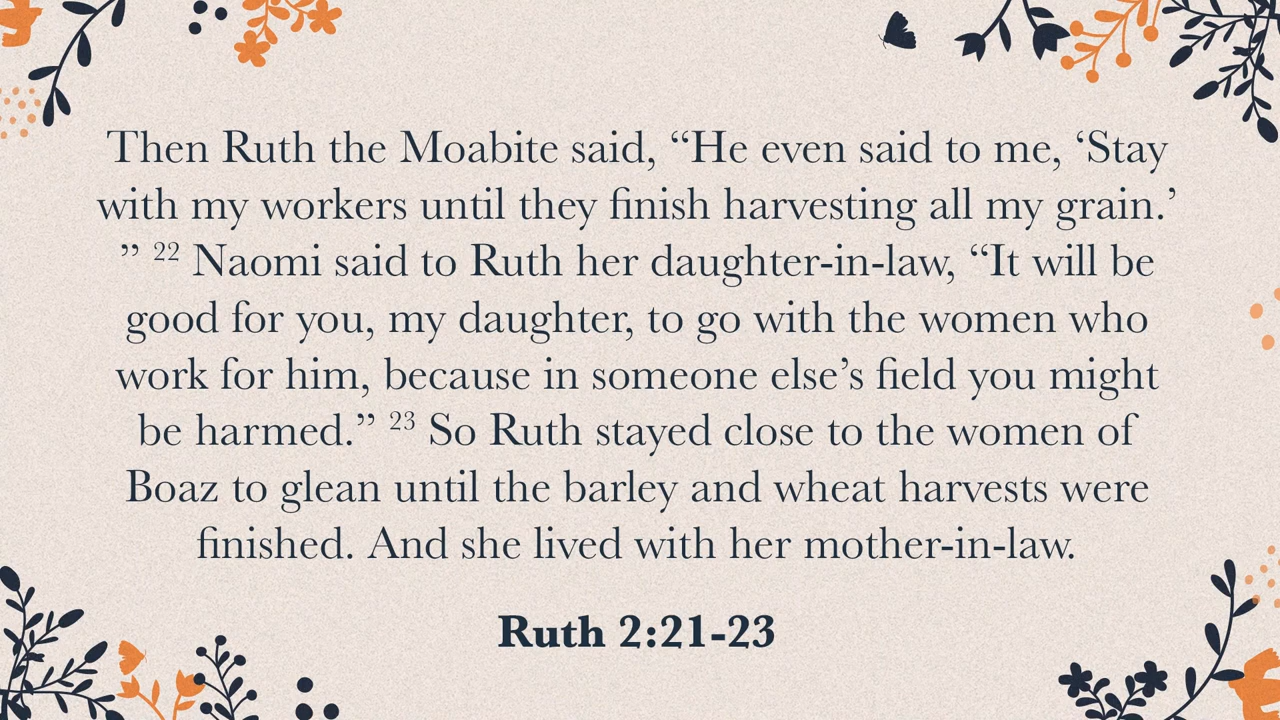 Then Ruth the Moabite said, “He even said to me, ‘Stay
with my workers until they finish harvesting all my grain.’
” 22 Naomi said to Ruth her daughter-in-law, “It will be
good for you, my daughter, to go with the women who
work for him, because in someone else’s field you might
be harmed.” 23 So Ruth stayed close to the women of
Boaz to glean until the barley and wheat harvests were
finished. And she lived with her mother-in-law.
Ruth 2:21-23